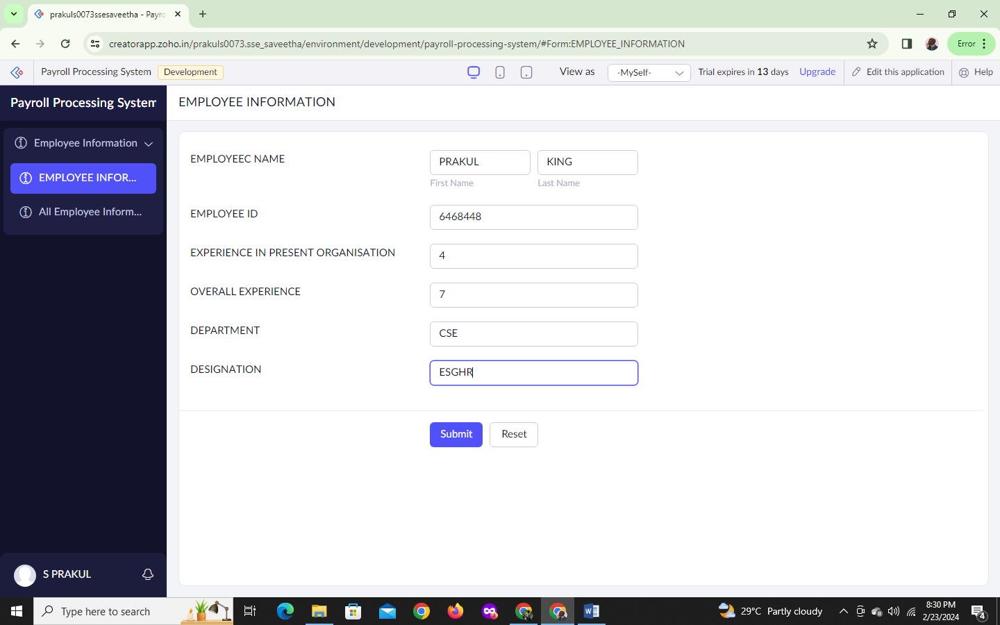 prakuls0073ssesaveetha - Payro
creatorapp.zoho.in/prakuls0073.sse_saveetha/environment/development/payroll-processing-system/#Form:EMPLOYEE_INFORMATION
Error
Payroll Processing System Development View as -MySelf- Trial expires in 13 days Upgrade Edit this application Help
Payroll Processing System
EMPLOYEE INFORMATION
Employee Information
EMPLOYEE INFOR...
All Employee Inform...
EMPLOYEEC NAME PRAKUL KING
First Name Last Name
EMPLOYEE ID 6468448
EXPERIENCE IN PRESENT ORGANISATION 4
OVERALL EXPERIENCE 7
DEPARTMENT CSE
DESIGNATION ESGHR
Submit Reset
S PRAKUL
Type here to search
29°C Partly cloudy
8:30 PM
2/23/2024
4